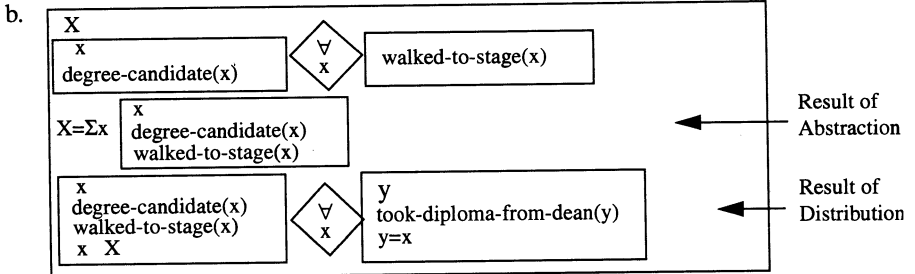 b.
X
x
degree-candidate(x)
∀
x
walked-to-stage(x)
X=Σx
x
degree-candidate(x)
walked-to-stage(x)
Result of
Abstraction
x
degree-candidate(x)
walked-to-stage(x)
x X
∀
x
y
took-diploma-from-dean(y)
y=x
Result of
Distribution